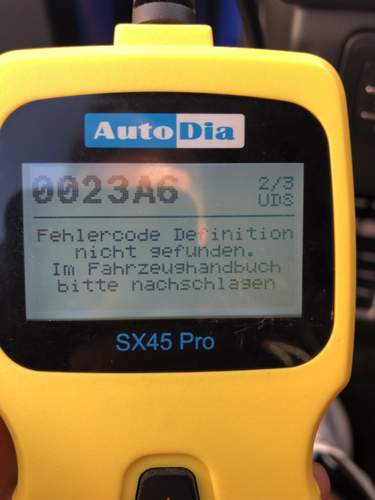 AutoDia
0023A6
2/3
UDS
Fehlercode Definition
nicht gefunden.
Im Fahrzeughandbuch
bitte nachschlagen
SX45 Pro